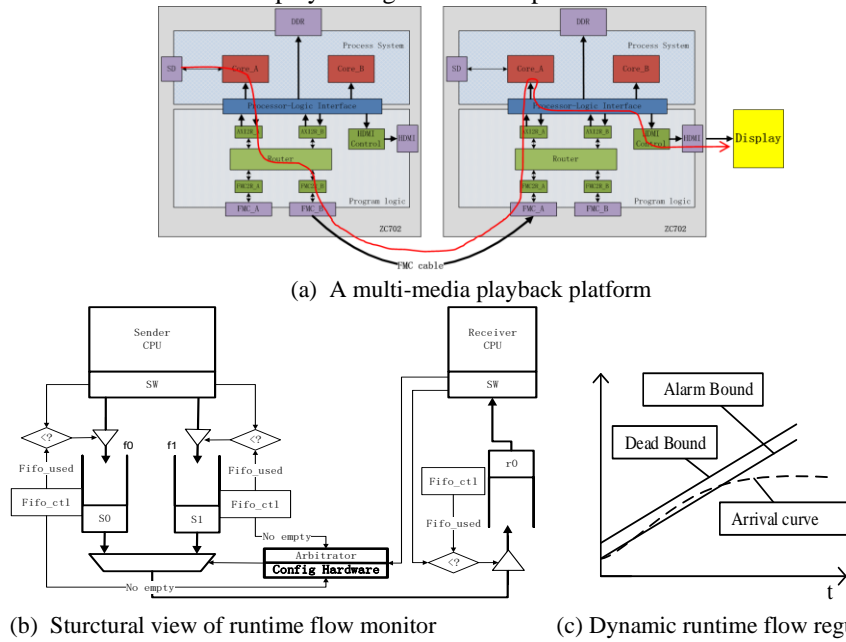 DDR
Process System
SD
Core_A
Core_B
Processor-Logic Interface
AXI2R_A
AXI2R_B
HDMI Control
HDMI
Router
FMC2R_A
FMC2R_B
Program logic
FMC_A
FMC_B
ZC702
DDR
Process System
SD
Core_A
Core_B
Processor-Logic Interface
AXI2R_A
AXI2R_B
HDMI Control
HDMI
Display
Router
FMC2R_A
FMC2R_B
Program logic
FMC_A
FMC_B
ZC702
FMC cable
(a) A multi-media playback platform
Sender
CPU
SW
<?
<?
f0
f1
Fifo_used
Fifo_used
Fifo_ctl
Fifo_ctl
S0
S1
No empty
No empty
Arbitrator
Config Hardware
Receiver
CPU
SW
r0
Fifo_ctl
Fifo_used
<?
(b) Sturctural view of runtime flow monitor
Alarm Bound
Dead Bound
Arrival curve
t
(c) Dynamic runtime flow regu